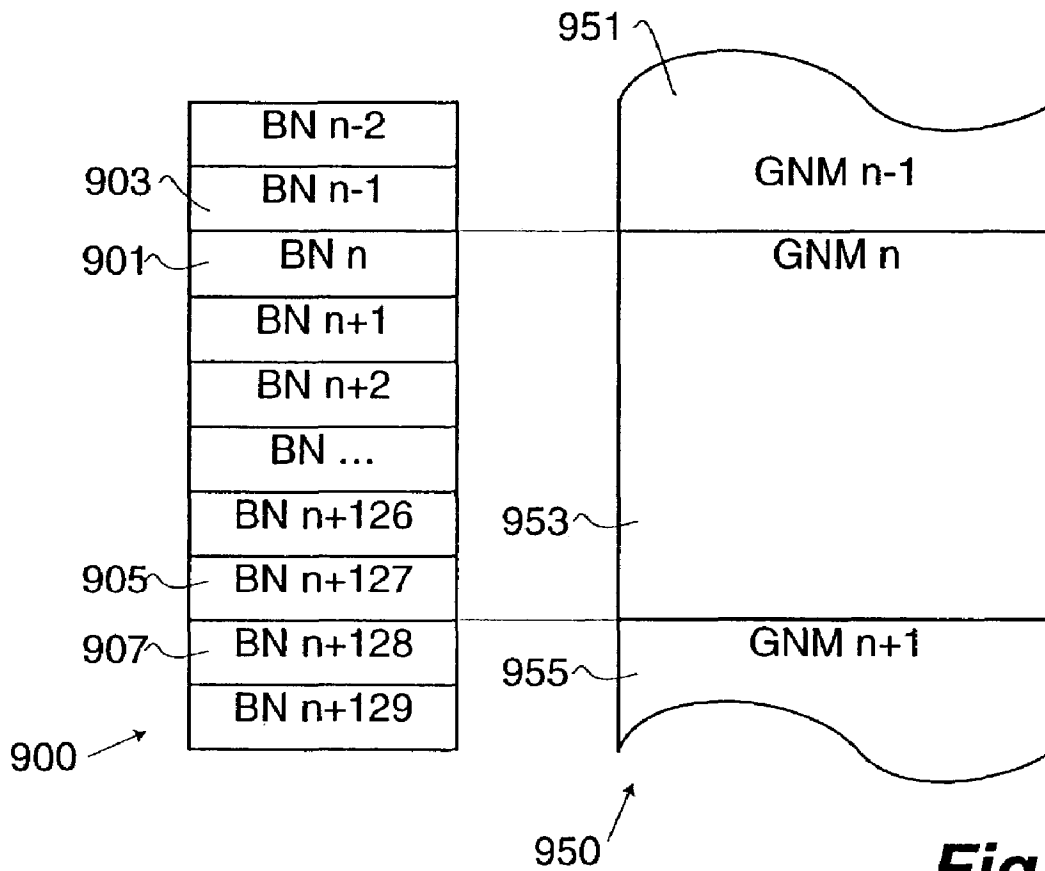 951
BN n-2
903
BN n-1
GNM n-1
901
BN n
GNM n
BN n+1
BN n+2
BN ...
BN n+126
953
905
BN n+127
907
BN n+128
GNM n+1
955
BN n+129
900
950
Fig